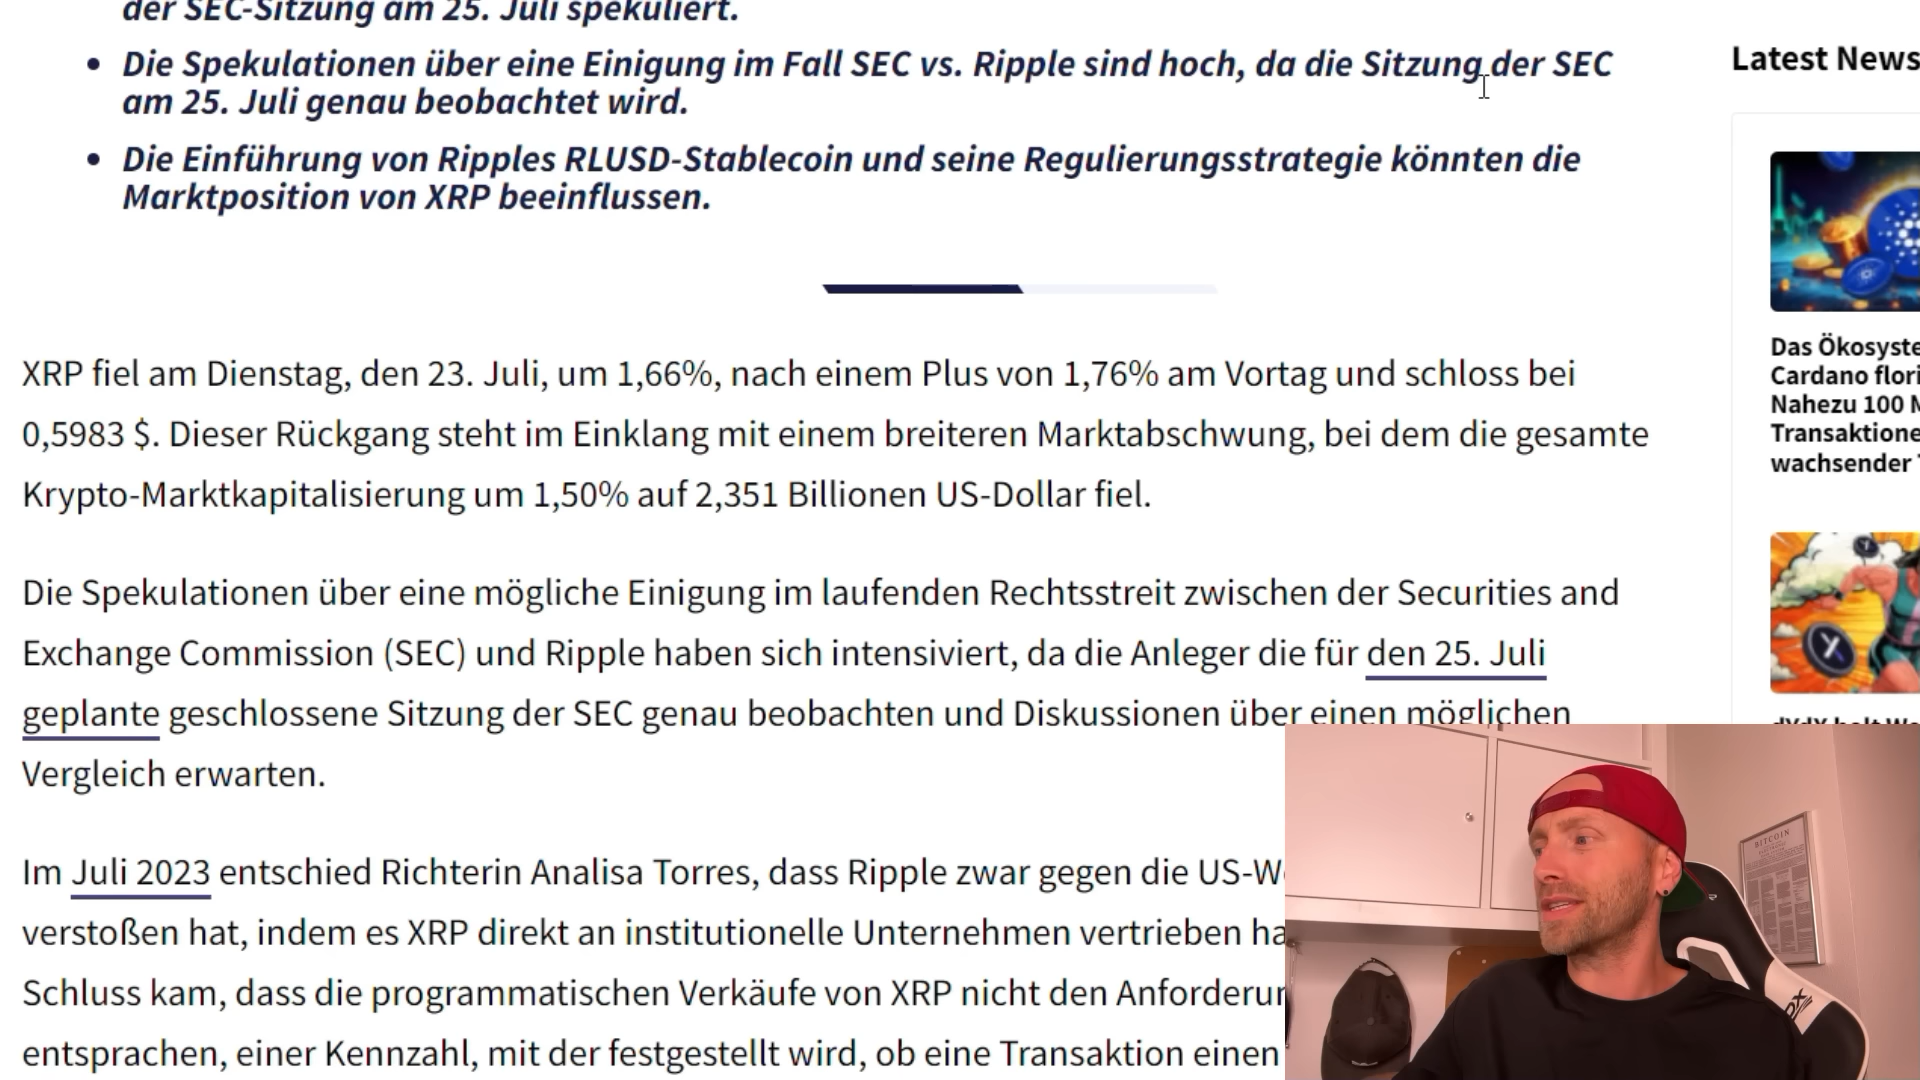 der SEC-Sitzung am 25. Juli spekuliert.
Die Spekulationen über eine Einigung im Fall SEC vs. Ripple sind hoch, da die Sitzung der SEC
am 25. Juli genau beobachtet wird.
Die Einführung von Ripples RLUSD-Stablecoin und seine Regulierungsstrategie könnten die
Marktposition von XRP beeinflussen.
XRP fiel am Dienstag, den 23. Juli, um 1,66%, nach einem Plus von 1,76% am Vortag und schloss bei
0,5983 $. Dieser Rückgang steht im Einklang mit einem breiteren Marktabschwung, bei dem die gesamte
Krypto-Marktkapitalisierung um 1,50% auf 2,351 Billionen US-Dollar fiel.
Die Spekulationen über eine mögliche Einigung im laufenden Rechtsstreit zwischen der Securities and
Exchange Commission (SEC) und Ripple haben sich intensiviert, da die Anleger die für den 25. Juli
geplante geschlossene Sitzung der SEC genau beobachten und Diskussionen über einen möglichen
Vergleich erwarten.
Im Juli 2023 entschied Richterin Analisa Torres, dass Ripple zwar gegen die US-W
verstoßen hat, indem es XRP direkt an institutionelle Unternehmen vertrieben ha
Schluss kam, dass die programmatischen Verkäufe von XRP nicht den Anforderun
entsprachen, einer Kennzahl, mit der festgestellt wird, ob eine Transaktion einen
Latest News
Das Ökosyste
Cardano flori
Nahezu 100 M
Transaktione
wachsender
BITCOIN